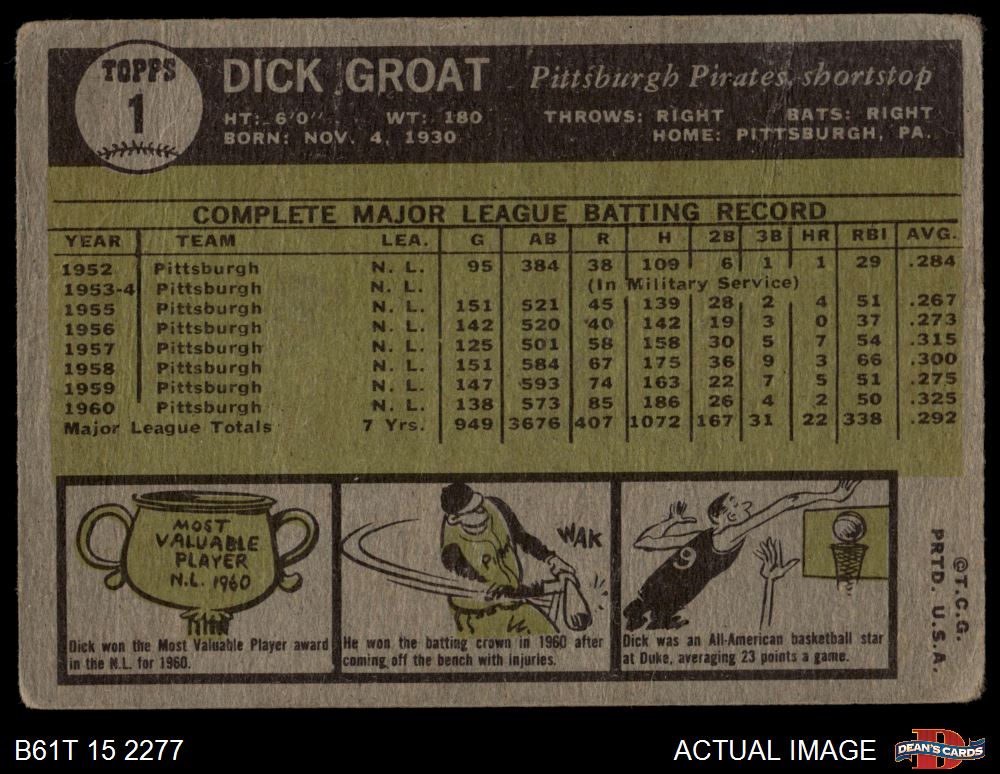 TOPPS
1
DICK GROAT
Pittsburgh Pirates, shortstop
HT: 6'0" WT: 180 THROWS: RIGHT BATS: RIGHT
BORN: NOV. 4, 1930 HOME: PITTSBURGH, PA.
COMPLETE MAJOR LEAGUE BATTING RECORD
YEAR TEAM LEA. G AB R H 2B 3B HR RBI AVG.
1952 Pittsburgh N. L. 95 384 38 109 6 1 1 29 .284
1953-4 Pittsburgh N. L. (In Military Service)
1955 Pittsburgh N. L. 151 521 45 139 28 2 4 51 .267
1956 Pittsburgh N. L. 142 520 40 142 19 3 0 37 .273
1957 Pittsburgh N. L. 125 501 58 158 30 5 7 54 .315
1958 Pittsburgh N. L. 151 584 67 175 36 9 3 66 .300
1959 Pittsburgh N. L. 147 593 74 163 22 7 5 51 .275
1960 Pittsburgh N. L. 138 573 85 186 26 4 2 50 .325
Major League Totals 7 Yrs. 949 3676 407 1072 167 31 22 338 .292
MOST
VALUABLE
PLAYER
N.L. 1960
Dick won the Most Valuable Player award
in the N.L. for 1960.
P
WAK
He won the batting crown in 1960 after
coming off the bench with injuries.
9
Dick was an All-American basketball star
at Duke, averaging 23 points a game.
©T.C.G.
PRTD. U.S.A.
B61T 15 2277
ACTUAL IMAGE
D
DEAN'S CARDS